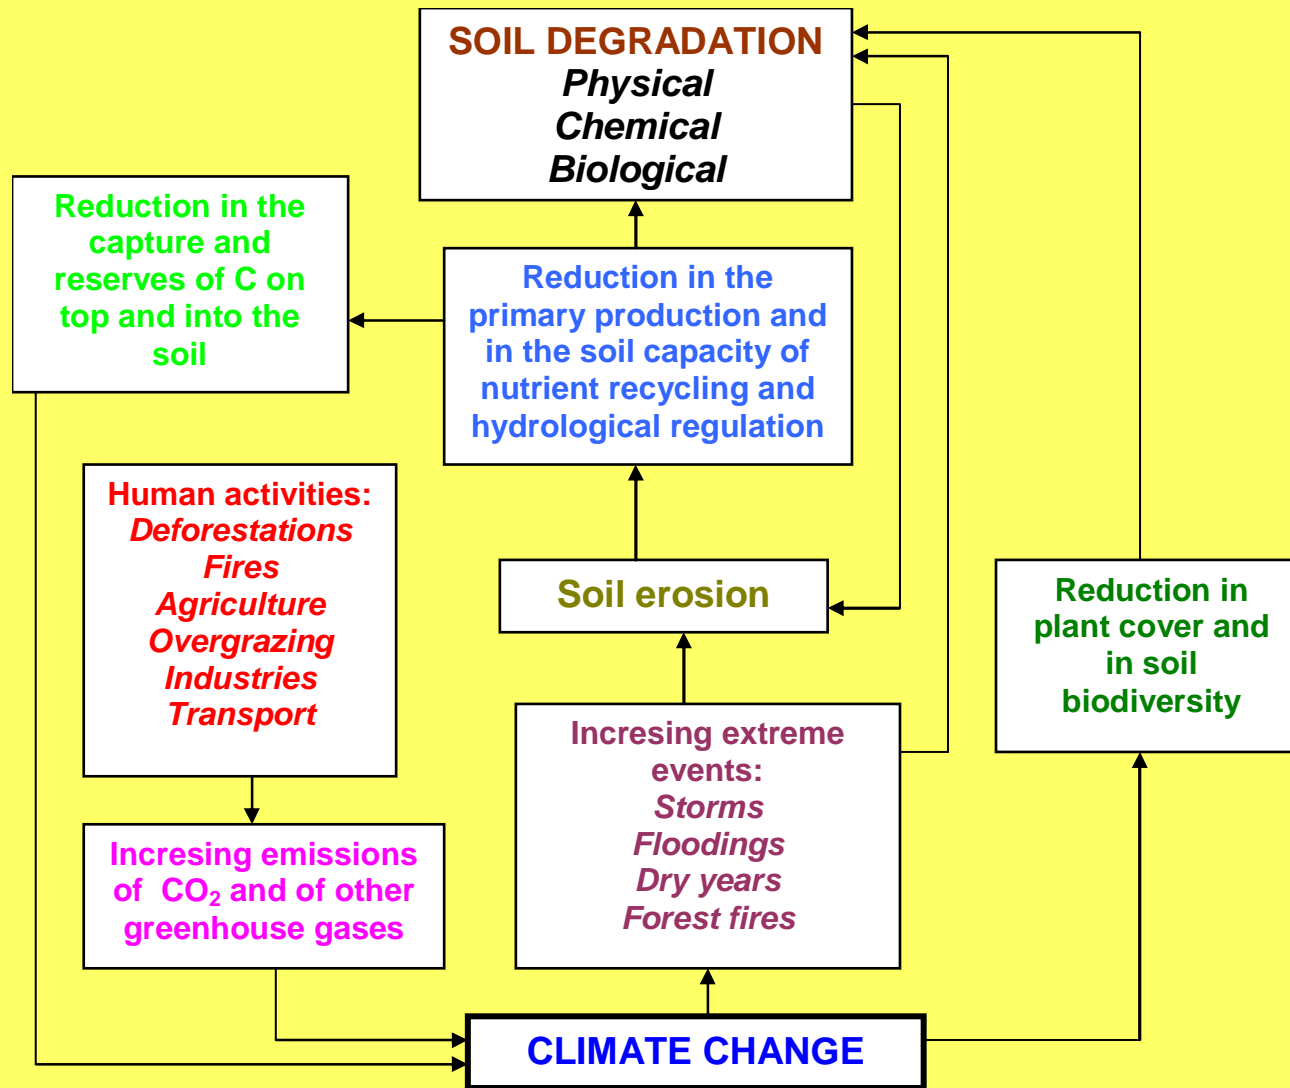 SOIL DEGRADATION
Physical
Chemical
Biological
Reduction in the
capture and
reserves of C on
top and into the
soil
Reduction in the
primary production and
in the soil capacity of
nutrient recycling and
hydrological regulation
Human activities:
Deforestations
Fires
Agriculture
Overgrazing
Industries
Transport
Soil erosion
Reduction in
plant cover and
in soil
biodiversity
Incresing extreme
events:
Storms
Floodings
Dry years
Forest fires
Incresing emissions
of CO₂ and of other
greenhouse gases
CLIMATE CHANGE